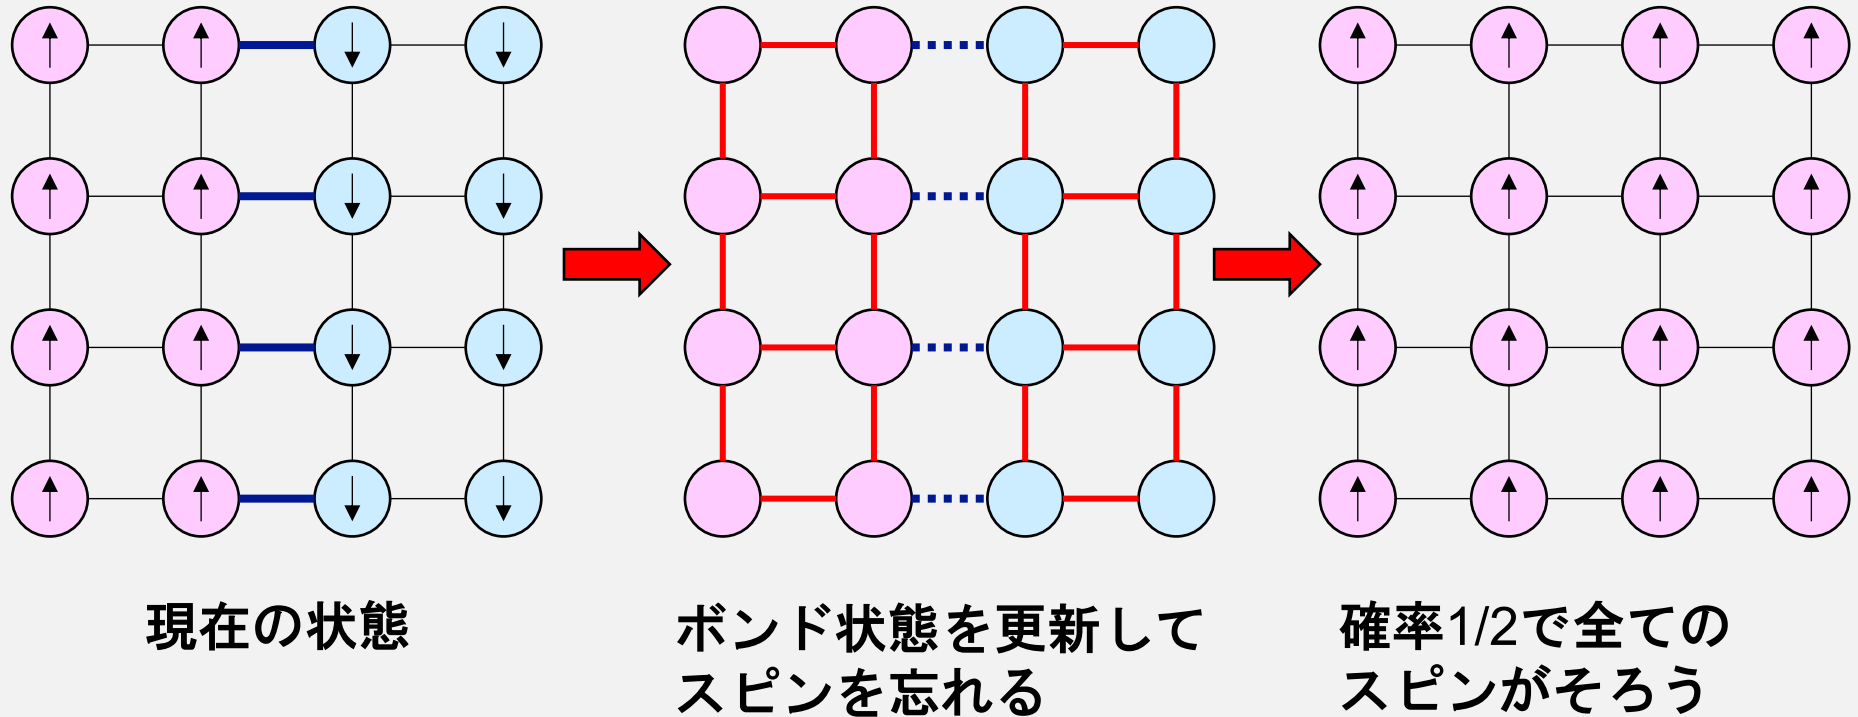 現在の状態
ボンド状態を更新して
スピンを忘れる
確率1/2で全ての
スピンがそろう